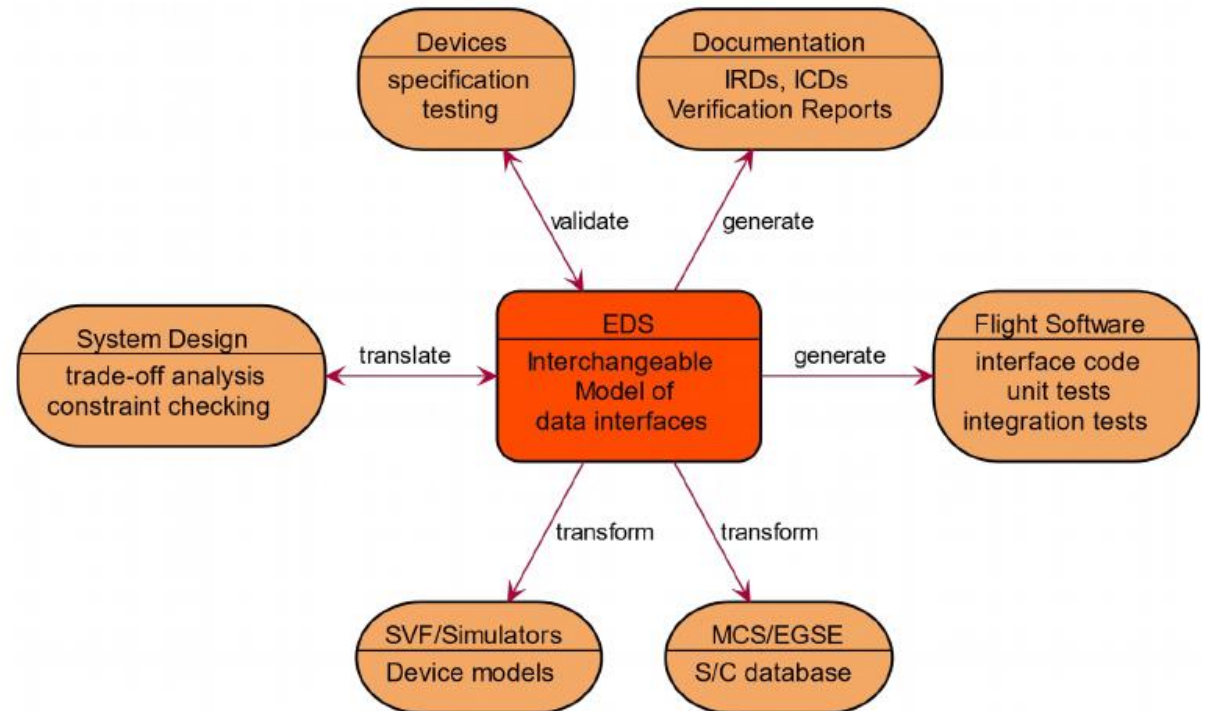 Devices
specification
testing
Documentation
IRDs, ICDs
Verification Reports
validate
generate
System Design
trade-off analysis
constraint checking
translate
EDS
Interchangeable
Model of
data interfaces
generate
Flight Software
interface code
unit tests
integration tests
transform
transform
SVF/Simulators
Device models
MCS/EGSE
S/C database